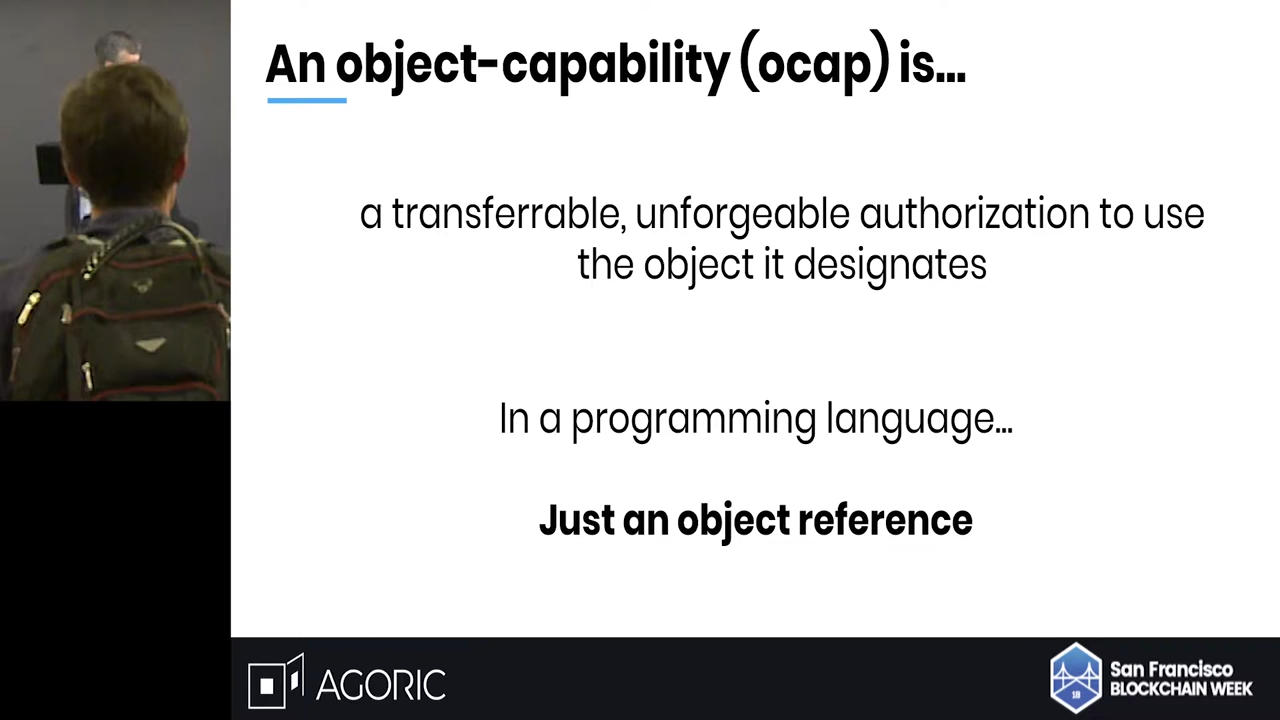 An object-capability (ocap) is...
a transferrable, unforgeable authorization to use
the object it designates
In a programming language...
Just an object reference
AGORIC
18
San Francisco
BLOCKCHAIN WEEK